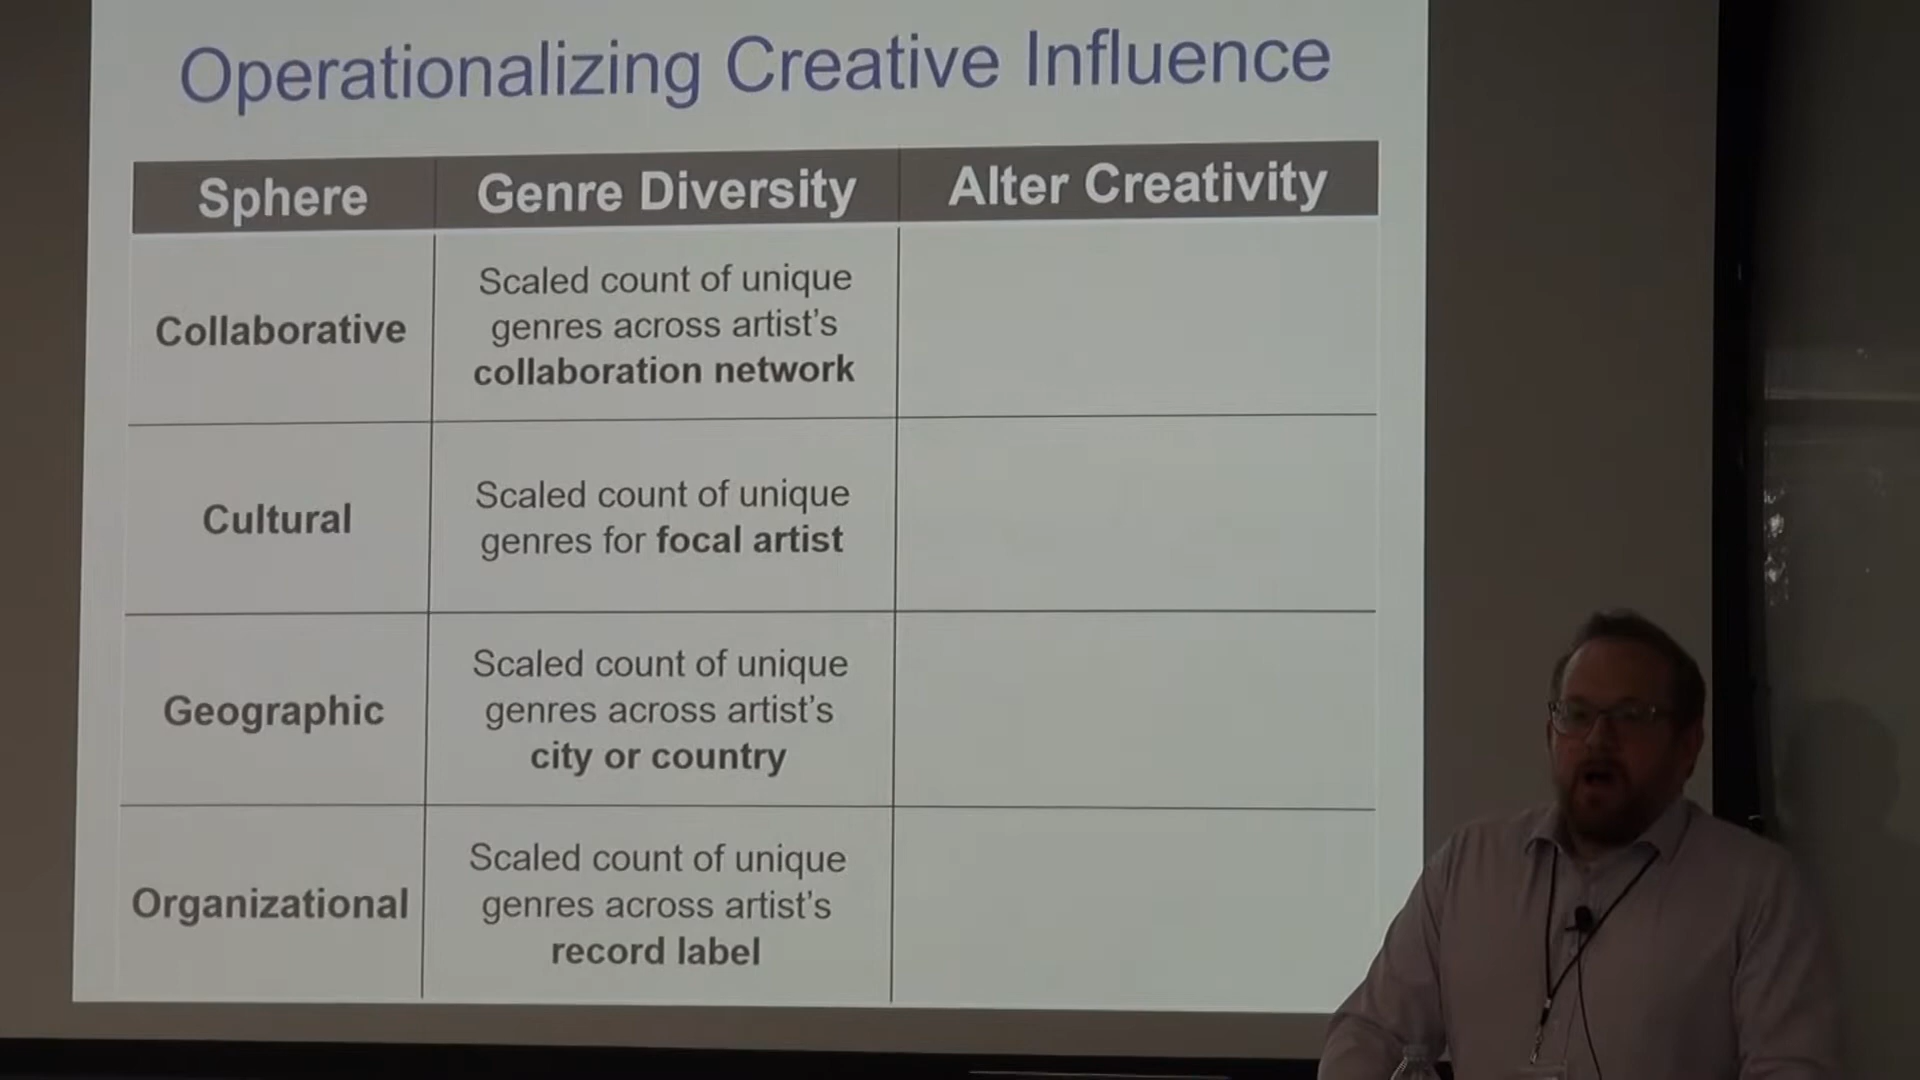 Operationalizing Creative Influence
Sphere
Genre Diversity
Alter Creativity
Collaborative
Scaled count of unique
genres across artist's
collaboration network
Cultural
Scaled count of unique
genres for focal artist
Geographic
Scaled count of unique
genres across artist's
city or country
Organizational
Scaled count of unique
genres across artist's
record label